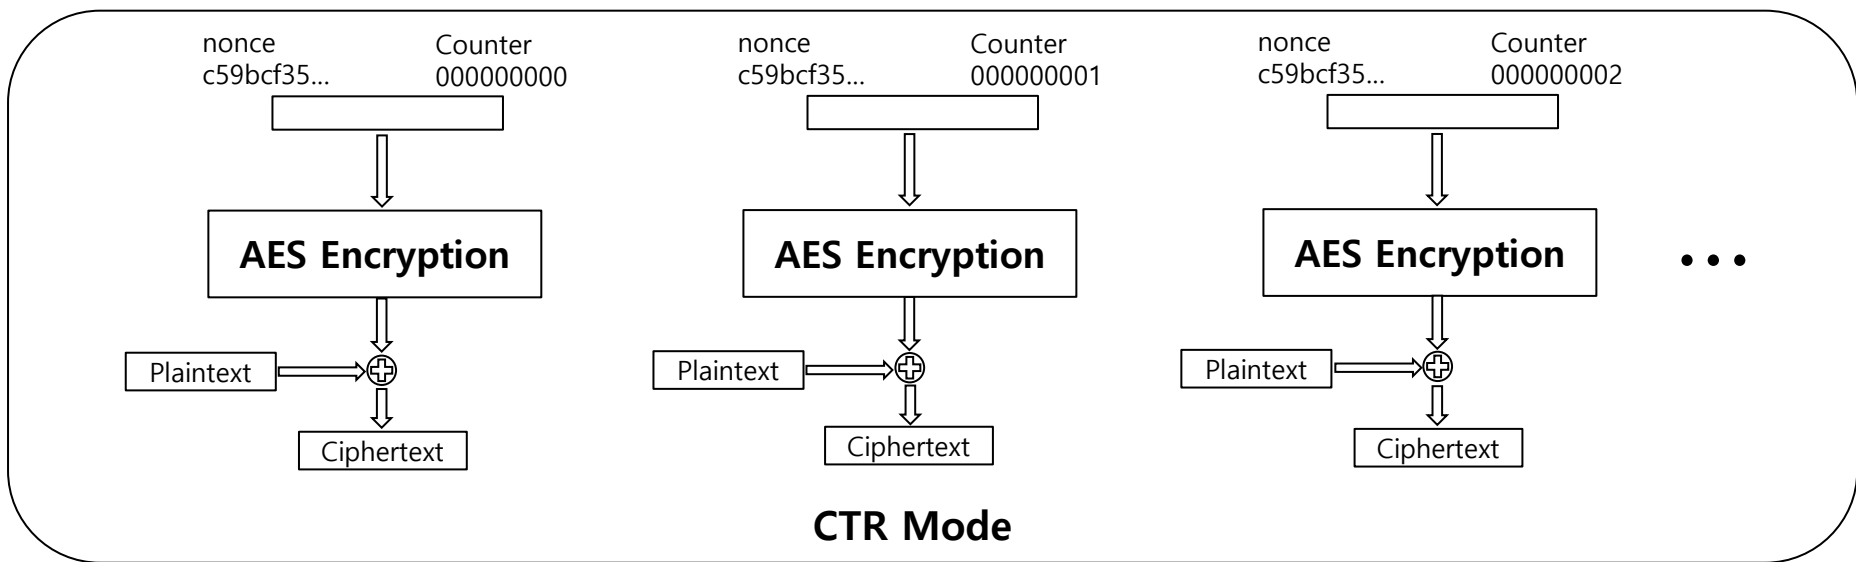 nonce
c59bcf35...
Counter
000000000
nonce
c59bcf35...
Counter
000000001
nonce
c59bcf35...
Counter
000000002
AES Encryption
AES Encryption
AES Encryption
...
Plaintext
Plaintext
Plaintext
Ciphertext
Ciphertext
Ciphertext
CTR Mode